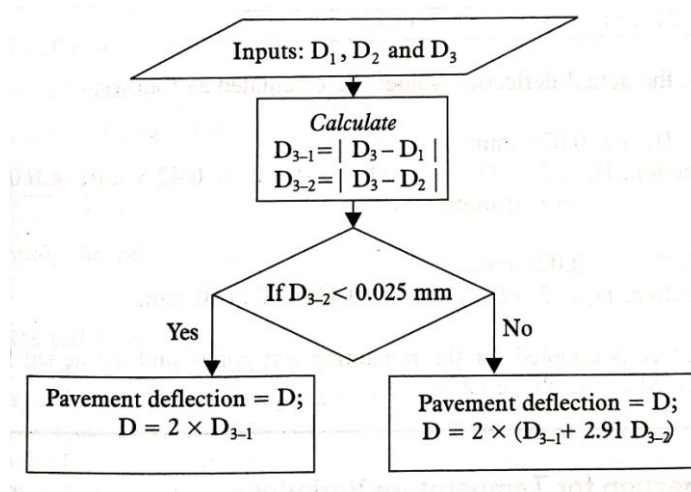 Inputs: D₁, D₂ and D₃
Calculate
D₃₋₁= | D₃ – D₁ |
D₃₋₂= | D₃ – D₂ |
If D₃₋₂< 0.025 mm
Yes
No
Pavement deflection = D;
D = 2 × D₃₋₁
Pavement deflection = D;
D = 2 × (D₃₋₁+ 2.91 D₃₋₂)